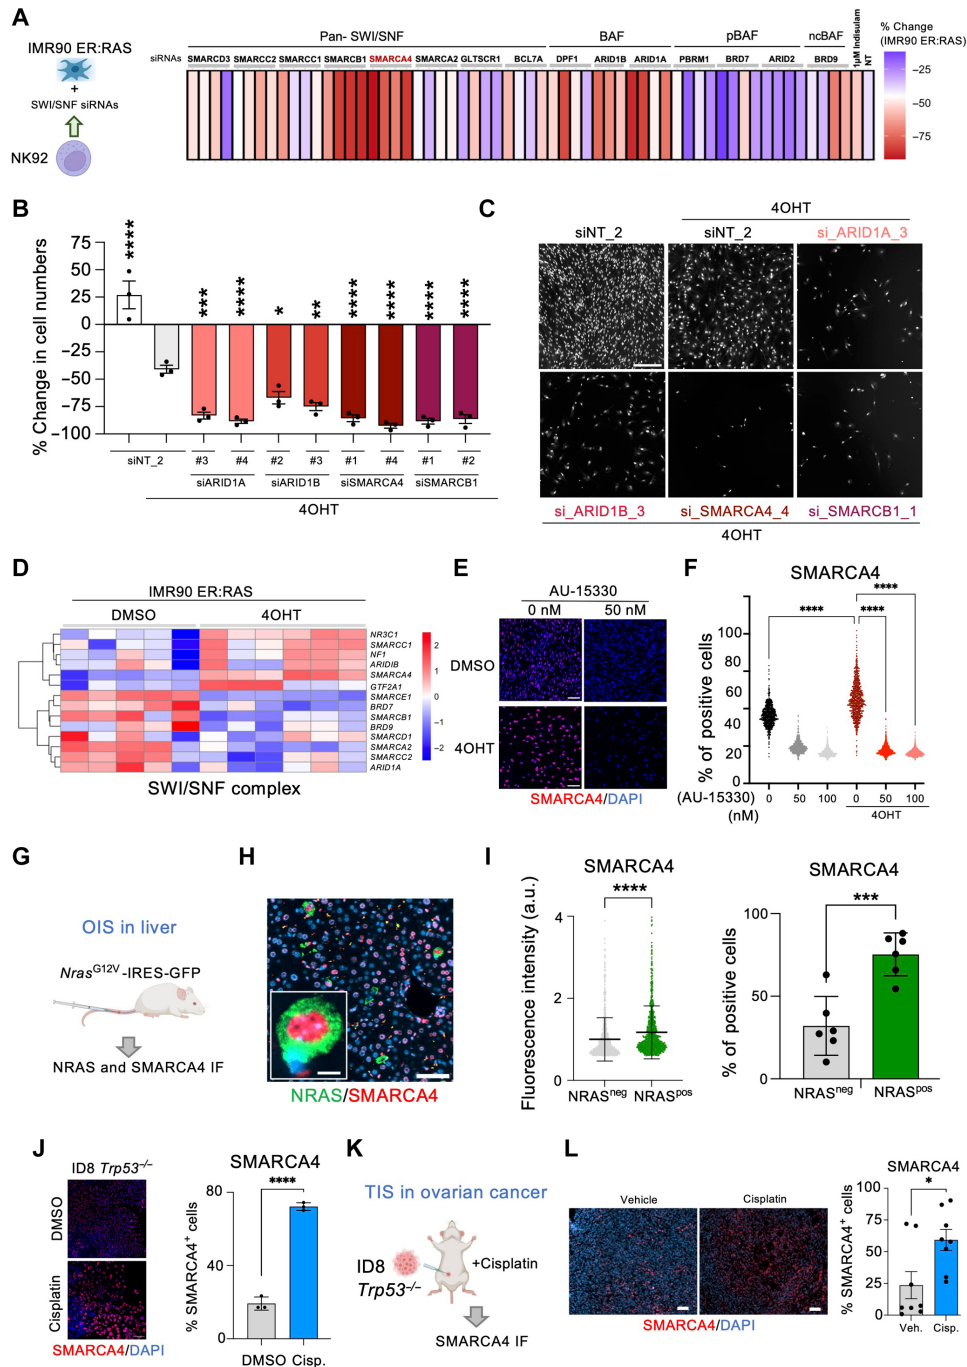 A
IMR90 ER:RAS
+
SWI/SNF siRNAs
NK92
Pan- SWI/SNF
BAF
pBAF
ncBAF
siRNAs
SMARCD3
SMARCC2
SMARCC1
SMARCB1
SMARCA4
SMARCA2
GLTSCR1
BCL7A
DPF1
ARID1B
ARID1A
PBRM1
BRD7
ARID2
BRD9
1μM Indisulam
NT
% Change
(IMR90 ER:RAS)
−25
−50
−75
B
% Change in cell numbers
75
50
25
0
−25
−50
−75
−100
****
***
****
*
**
****
****
****
****
siNT_2
#3 #4 #2 #3 #1 #4 #1 #2
siARID1A siARID1B siSMARCA4 siSMARCB1
4OHT
C
4OHT
siNT_2 siNT_2 si_ARID1A_3
si_ARID1B_3 si_SMARCA4_4 si_SMARCB1_1
4OHT
D
IMR90 ER:RAS
DMSO 4OHT
NR3C1
SMARCC1
NF1
ARIDIB
SMARCA4
GTF2A1
SMARCE1
BRD7
SMARCB1
BRD9
SMARCD1
SMARCA2
SMARCC2
ARID1A
2
1
0
−1
−2
SWI/SNF complex
E
AU-15330
0 nM 50 nM
DMSO
4OHT
SMARCA4/DAPI
F
SMARCA4
****
**** ****
% of positive cells
100
80
60
40
20
0
(AU-15330)
(nM)
0 50 100 0 50 100
4OHT
G
OIS in liver
NrasG12V-IRES-GFP
NRAS and SMARCA4 IF
H
NRAS/SMARCA4
I
SMARCA4
****
Fluorescence intensity (a.u.)
4
2
0
NRASneg NRASpos
SMARCA4
***
% of positive cells
100
50
0
NRASneg NRASpos
J
ID8 Trp53−/−
DMSO
Cisplatin
SMARCA4/DAPI
SMARCA4
****
% SMARCA4+ cells
80
40
0
DMSO Cisp.
K
TIS in ovarian cancer
ID8
Trp53−/−
+Cisplatin
SMARCA4 IF
L
Vehicle Cisplatin
SMARCA4/DAPI
SMARCA4
*
% SMARCA4+ cells
100
75
50
25
0
Veh. Cisp.